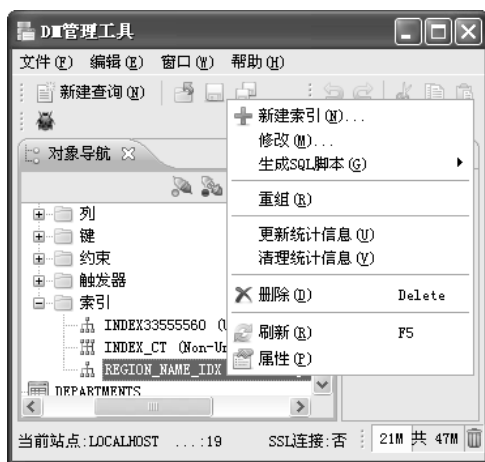 DM管理工具
文件(F) 编辑(E) 窗口(W) 帮助(H)
新建查询(N)
新建索引(N)...
修改(M)...
对象导航
生成SQL脚本(G)
重组(R)
列
键
更新统计信息(U)
约束
清理统计信息(V)
触发器
索引
删除(D) Delete
INDEX33555560
刷新(R) F5
INDEX_CT
属性(P)
REGION_NAME_IDX
DEPARTMENTS
当前站点:LOCALHOST ...:19 SSL连接:否 21M 共 47M